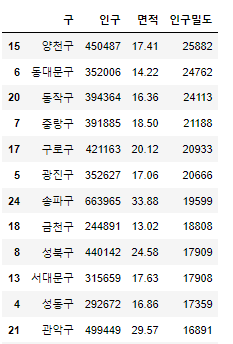 구 인구 면적 인구밀도
15 양천구 450487 17.41 25882
6 동대문구 352006 14.22 24762
20 동작구 394364 16.36 24113
7 중랑구 391885 18.50 21188
17 구로구 421163 20.12 20933
5 광진구 352627 17.06 20666
24 송파구 663965 33.88 19599
18 금천구 244891 13.02 18808
8 성북구 440142 24.58 17909
13 서대문구 315659 17.63 17908
4 성동구 292672 16.86 17359
21 관악구 499449 29.57 16891